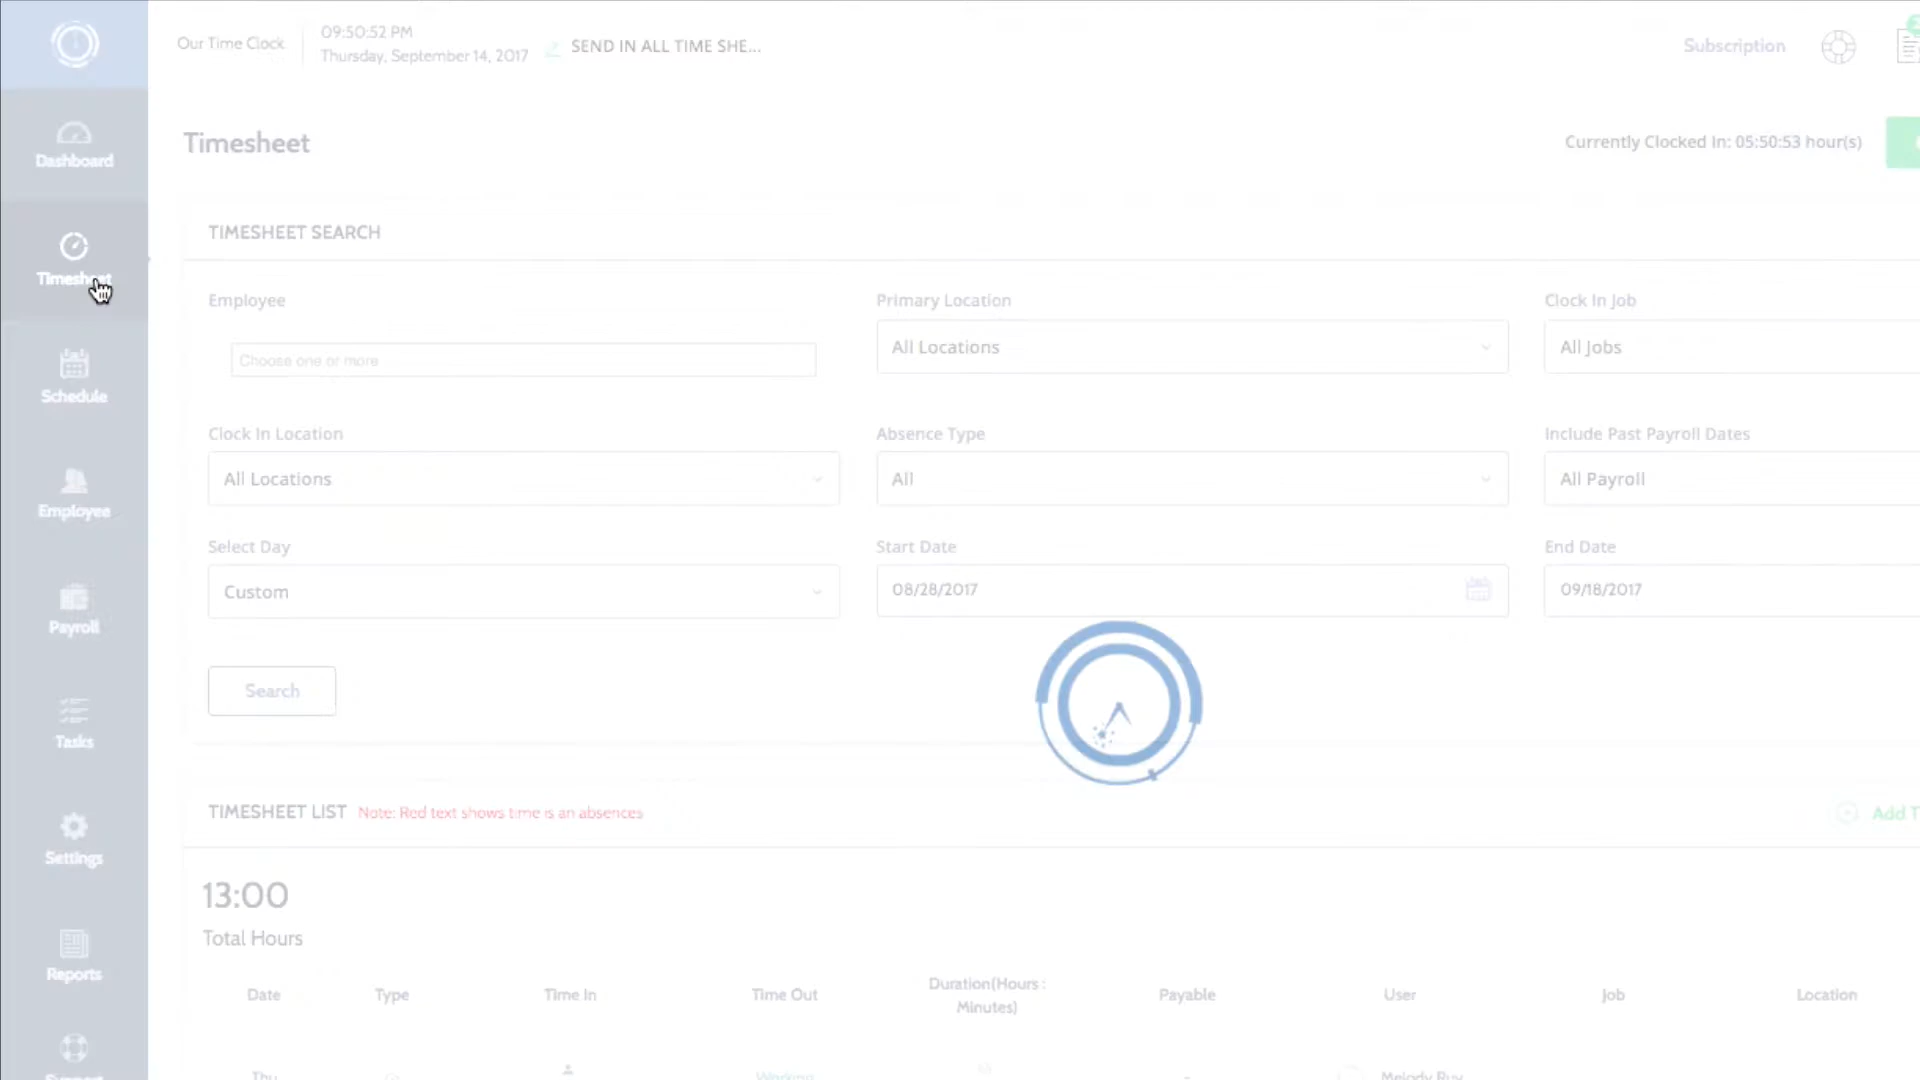 Our Time Clock
09:50:52 PM
Thursday, September 14, 2017
SEND IN ALL TIME SHE...
Subscription
Dashboard
Timesheet
Currently Clocked In: 05:50:53 hour(s)
TIMESHEET SEARCH
Timesheet
Employee
Primary Location
Clock In Job
Choose one or more
All Locations
All Jobs
Schedule
Clock In Location
Absence Type
Include Past Payroll Dates
All Locations
All
All Payroll
Employee
Select Day
Start Date
End Date
Custom
08/28/2017
09/18/2017
Payroll
Search
Tasks
TIMESHEET LIST
Note: Red text shows time is an absences
Add T
Settings
13:00
Total Hours
Reports
Date
Type
Time In
Time Out
Duration(Hours :
Minutes)
Payable
User
Job
Location
Thu
Working
Melody Ruy